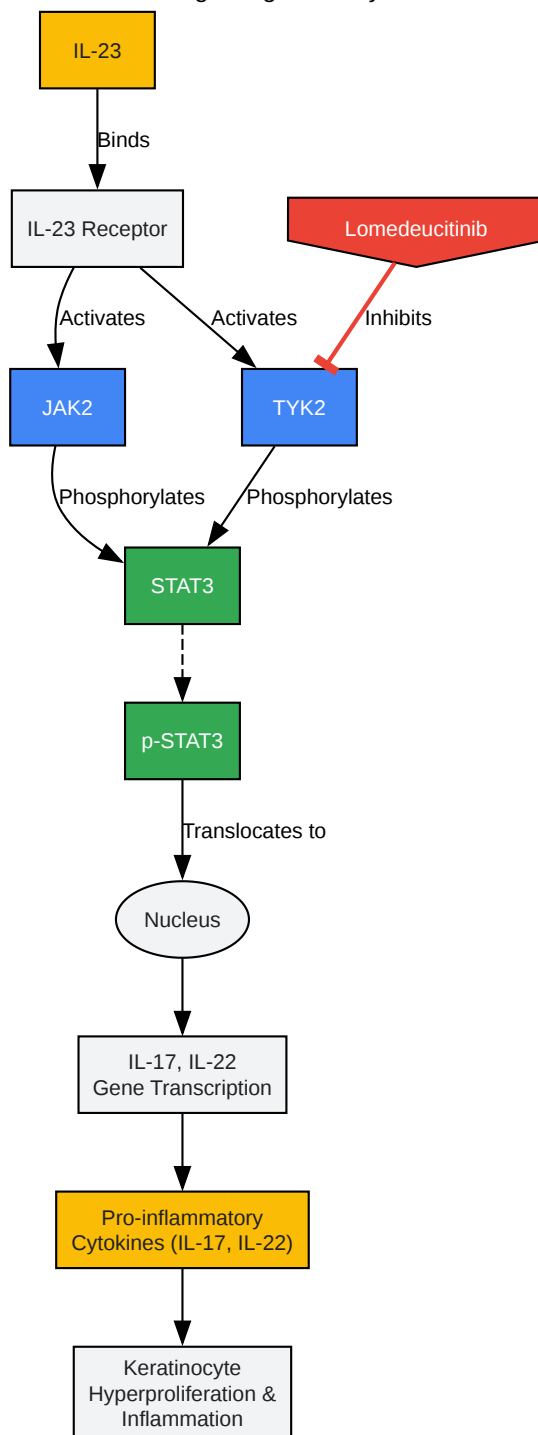 IL-23
Binds
IL-23 Receptor
Lomedeucitinib
Activates
Activates
Inhibits
JAK2
TYK2
Phosphorylates
Phosphorylates
STAT3
p-STAT3
Translocates to
Nucleus
IL-17, IL-22
Gene Transcription
Pro-inflammatory
Cytokines (IL-17, IL-22)
Keratinocyte
Hyperproliferation &
Inflammation